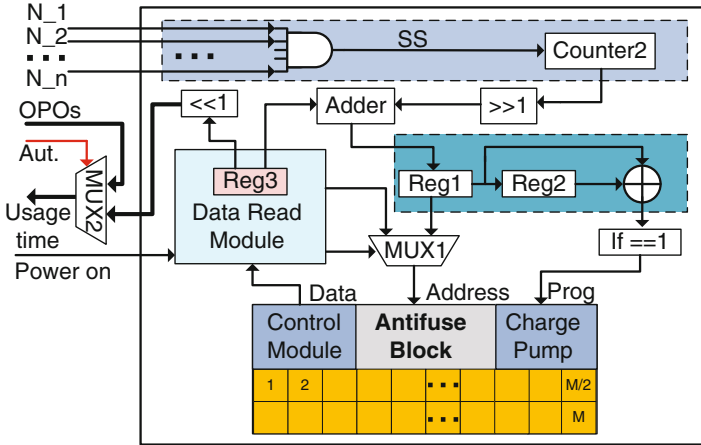 N_1
N_2
...
N_n
...
SS
Counter2
OPOs
<<1
Adder
>>1
Aut.
MUX2
Reg3
Data Read
Module
Reg1
Reg2
Usage
time
Power on
MUX1
If ==1
Data
Address
Prog
Control
Module
Antifuse
Block
Charge
Pump
1 2 ... M/2
... M